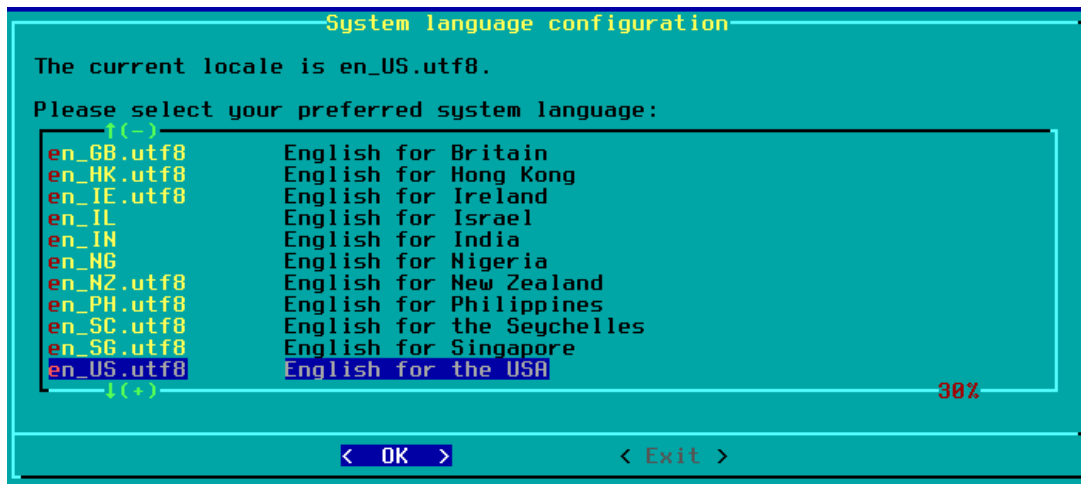 System language configuration
The current locale is en_US.utf8.
Please select your preferred system language:
↑(-)
en_GB.utf8 English for Britain
en_HK.utf8 English for Hong Kong
en_IE.utf8 English for Ireland
en_IL English for Israel
en_IN English for India
en_NG English for Nigeria
en_NZ.utf8 English for New Zealand
en_PH.utf8 English for Philippines
en_SC.utf8 English for the Seychelles
en_SG.utf8 English for Singapore
en_US.utf8 English for the USA
↓(+) 30%
< OK > < Exit >